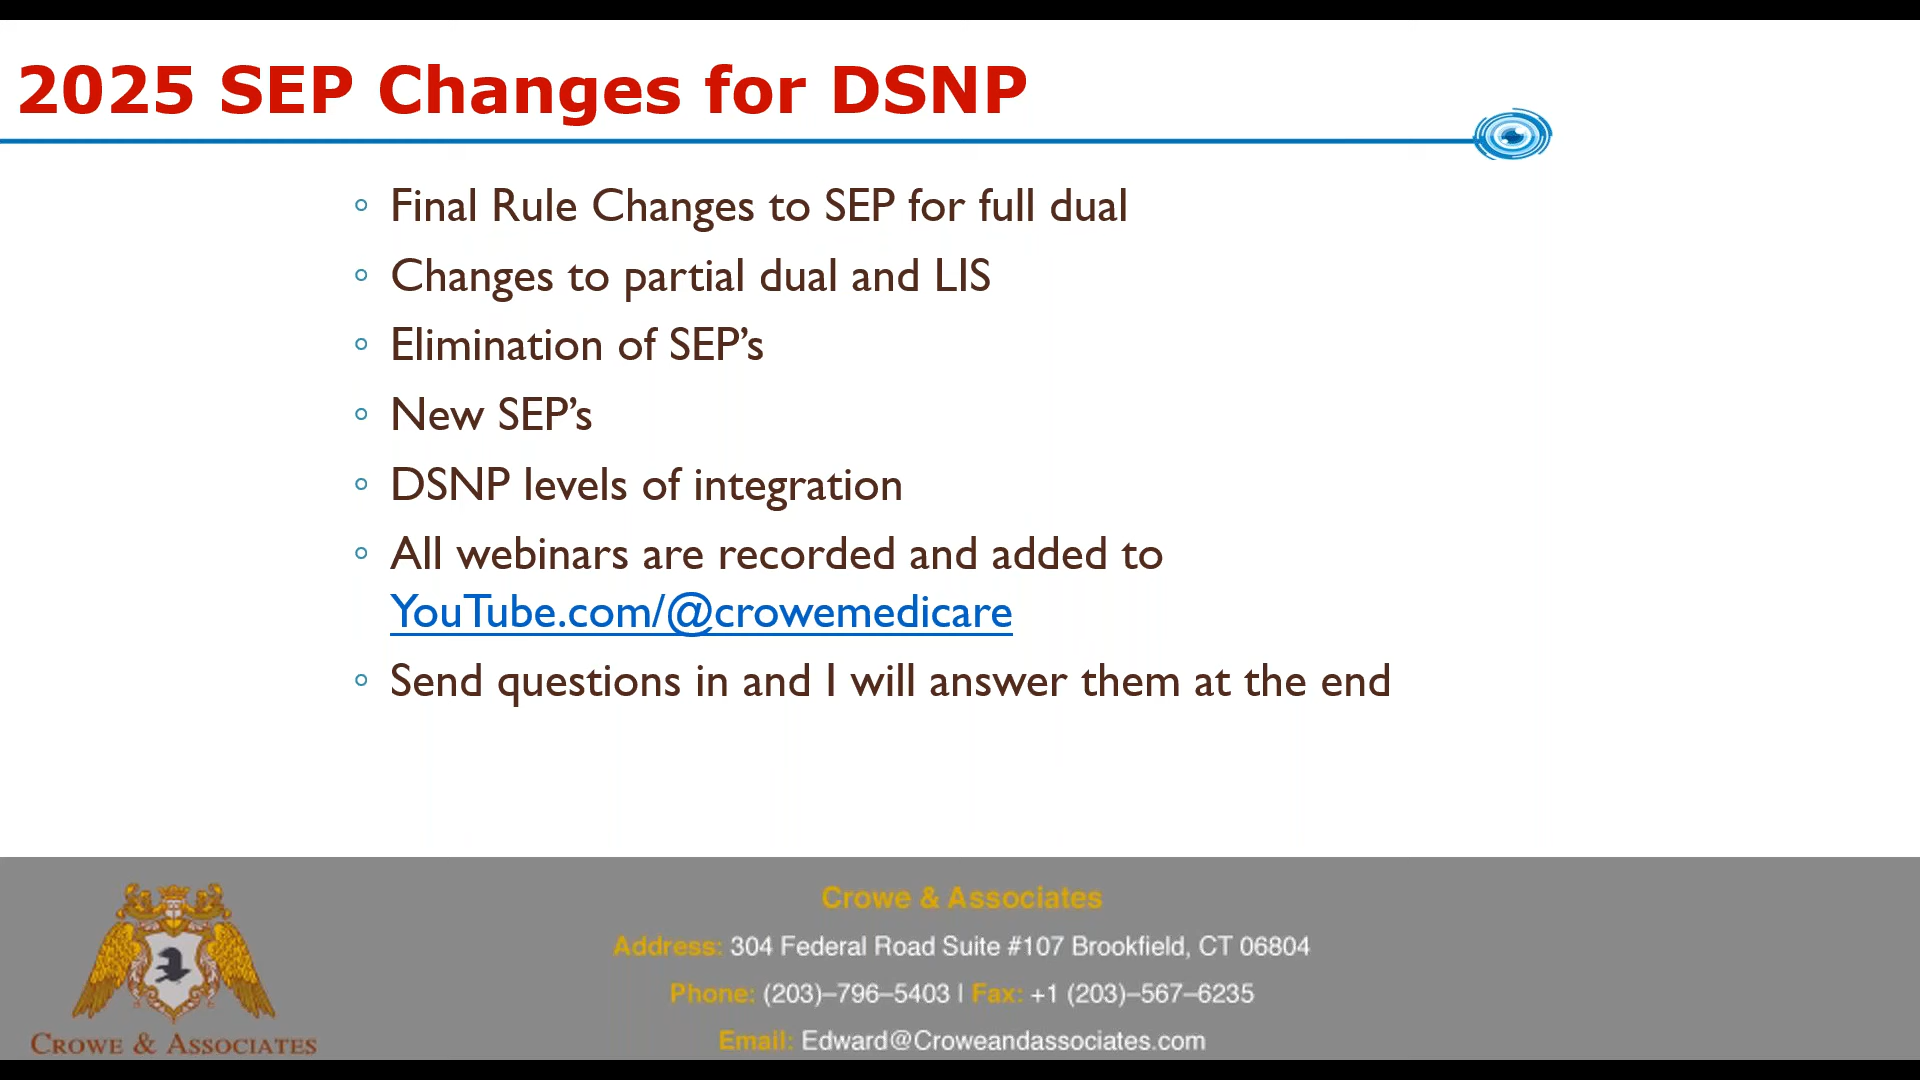 2025 SEP Changes for DSNP
◦ Final Rule Changes to SEP for full dual
◦ Changes to partial dual and LIS
◦ Elimination of SEP’s
◦ New SEP’s
◦ DSNP levels of integration
◦ All webinars are recorded and added to
YouTube.com/@crowemedicare
◦ Send questions in and I will answer them at the end
Crowe & Associates
Address: 304 Federal Road Suite #107 Brookfield, CT 06804
Phone: (203)–796–5403 | Fax: +1 (203)–567–6235
Email: Edward@Croweandassociates.com
CROWE & ASSOCIATES